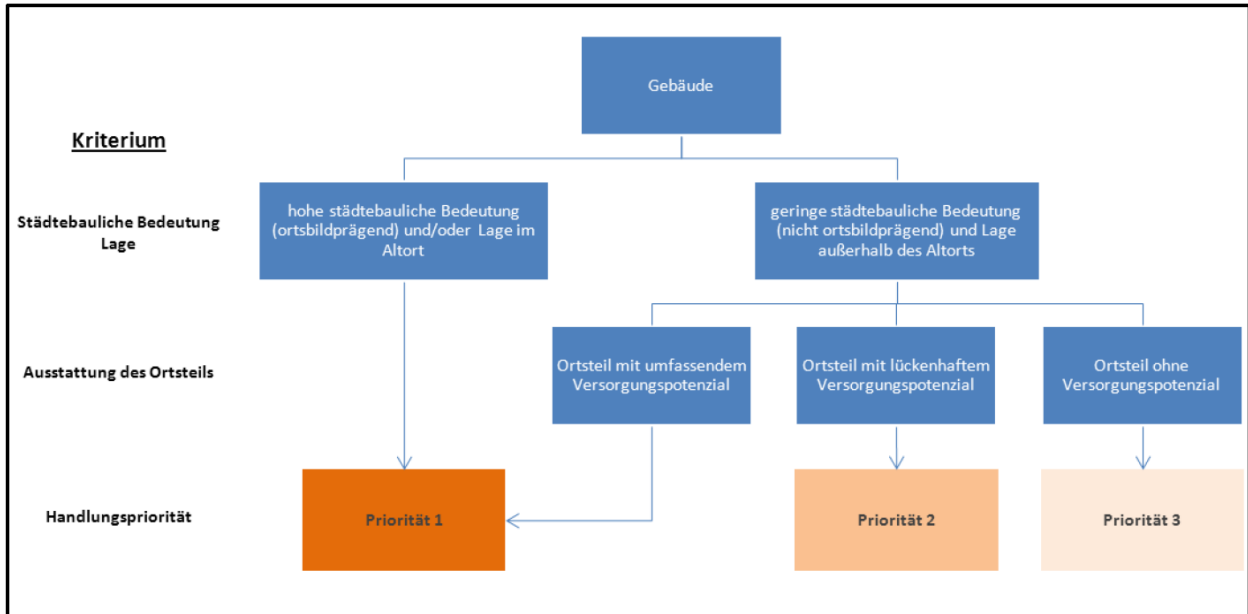 Gebäude
Kriterium
Städtebauliche Bedeutung
Lage
hohe städtebauliche Bedeutung
(ortsbildprägend) und/oder Lage im
Altort
geringe städtebauliche Bedeutung
(nicht ortsbildprägend) und Lage
außerhalb des Altorts
Ausstattung des Ortsteils
Ortsteil mit umfassendem
Versorgungspotenzial
Ortsteil mit lückenhaftem
Versorgungspotenzial
Ortsteil ohne
Versorgungspotenzial
Handlungspriorität
Priorität 1
Priorität 2
Priorität 3